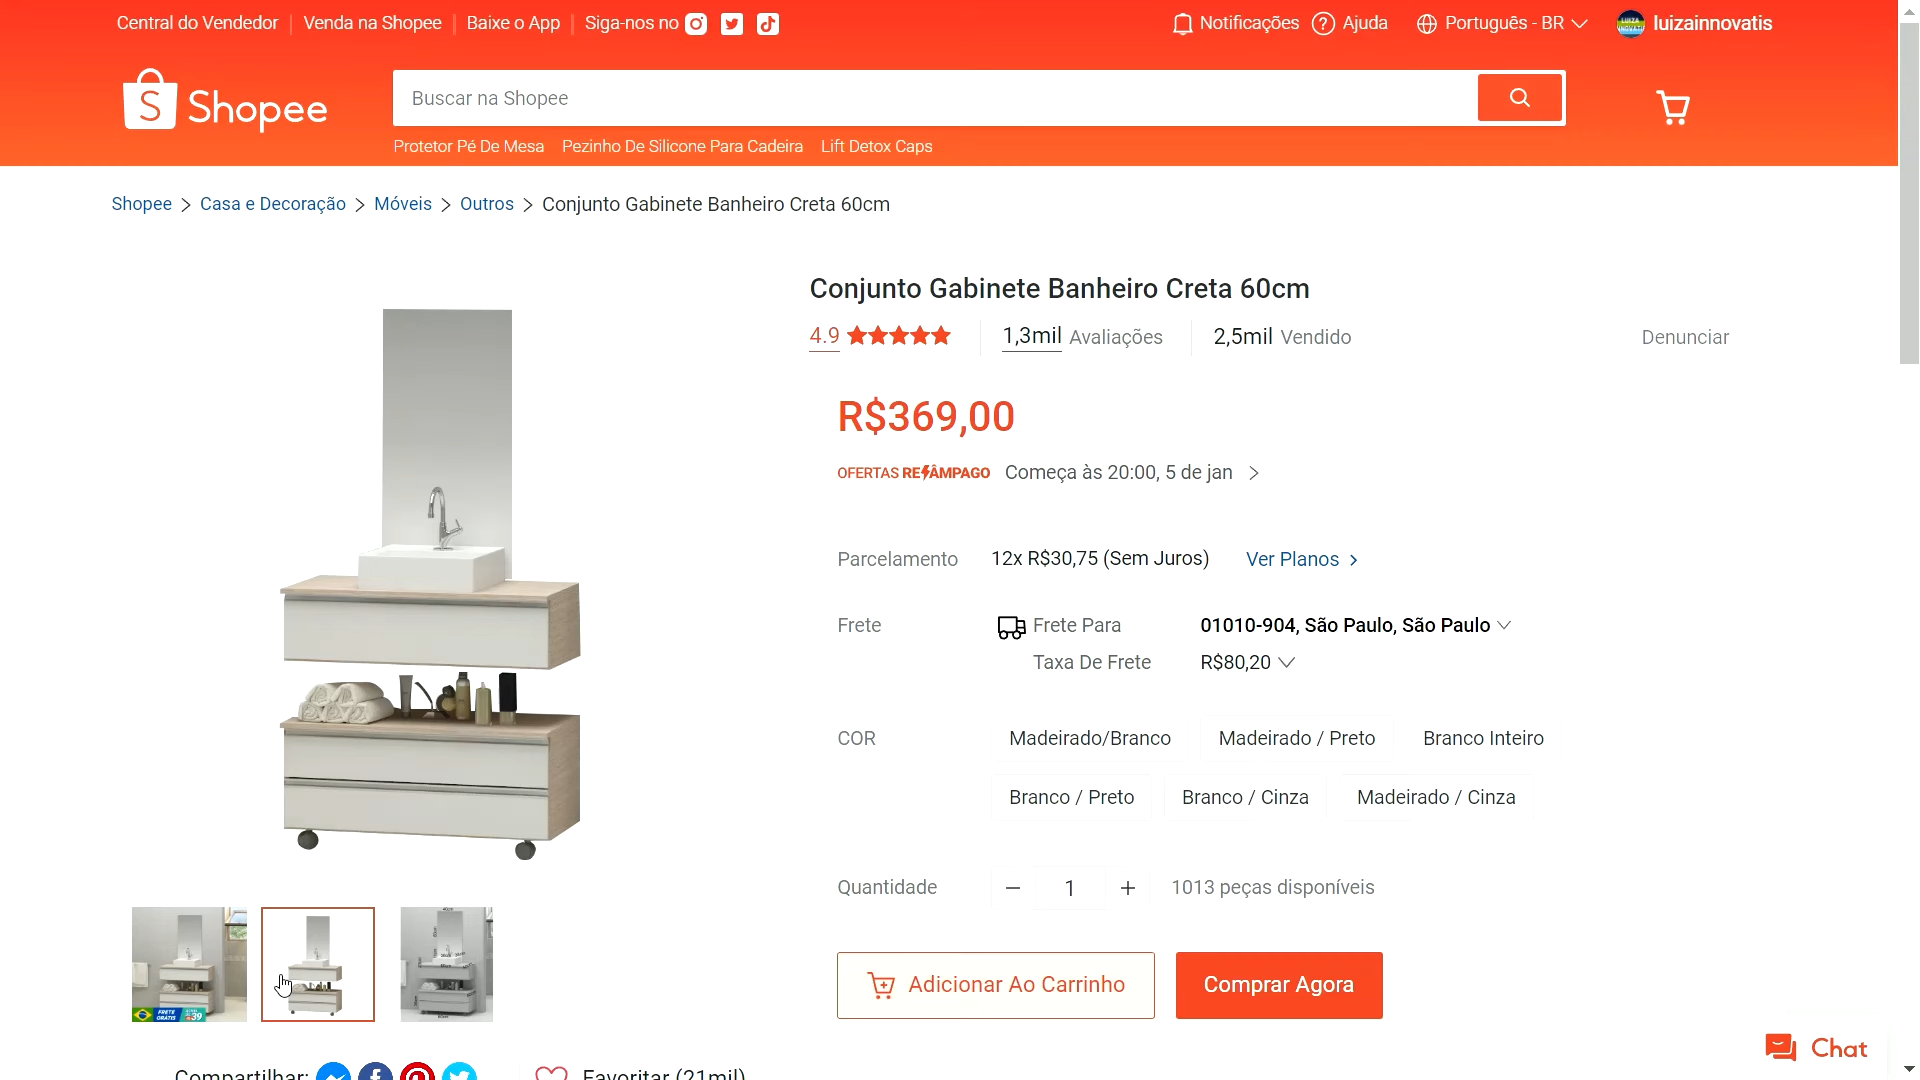 Central do Vendedor Venda na Shopee Baixe o App Siga-nos no Notificações Ajuda Português - BR luizainnovatis
Shopee
Buscar na Shopee
Protetor Pé De Mesa Pezinho De Silicone Para Cadeira Lift Detox Caps
Shopee > Casa e Decoração > Móveis > Outros > Conjunto Gabinete Banheiro Creta 60cm
Conjunto Gabinete Banheiro Creta 60cm
4.9 1,3mil Avaliações 2,5mil Vendido Denunciar
R$369,00
OFERTAS RELÂMPAGO Começa às 20:00, 5 de jan >
Parcelamento 12x R$30,75 (Sem Juros) Ver Planos >
Frete Frete Para 01010-904, São Paulo, São Paulo
Taxa De Frete R$80,20
COR Madeirado/Branco Madeirado / Preto Branco Inteiro
Branco / Preto Branco / Cinza Madeirado / Cinza
Quantidade − 1 + 1013 peças disponíveis
FRETE
GRÁTIS
39
Adicionar Ao Carrinho Comprar Agora
Chat
Compartilhar: Favoritar (21mil)